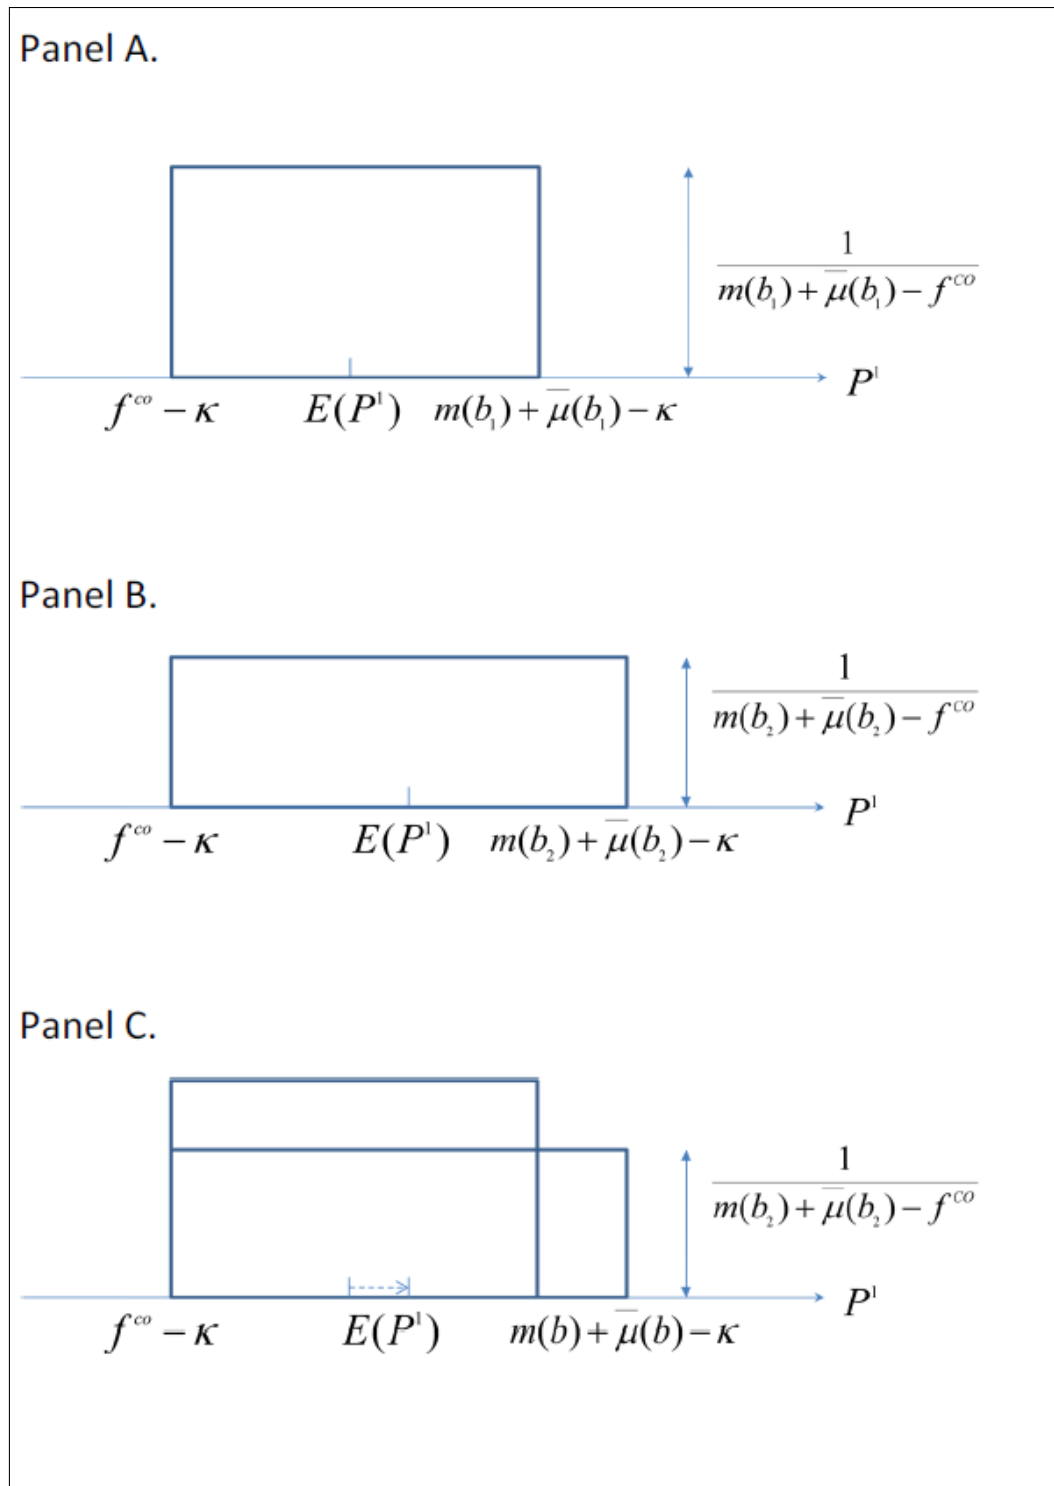 Panel A.
1
m(b₁) + μ̅(b₁) − f^co
P¹
f^co − κ E(P¹) m(b₁) + μ̅(b₁) − κ
Panel B.
1
m(b₂) + μ̅(b₂) − f^co
P¹
f^co − κ E(P¹) m(b₂) + μ̅(b₂) − κ
Panel C.
1
m(b₂) + μ̅(b₂) − f^co
P¹
f^co − κ E(P¹) m(b) + μ̅(b) − κ